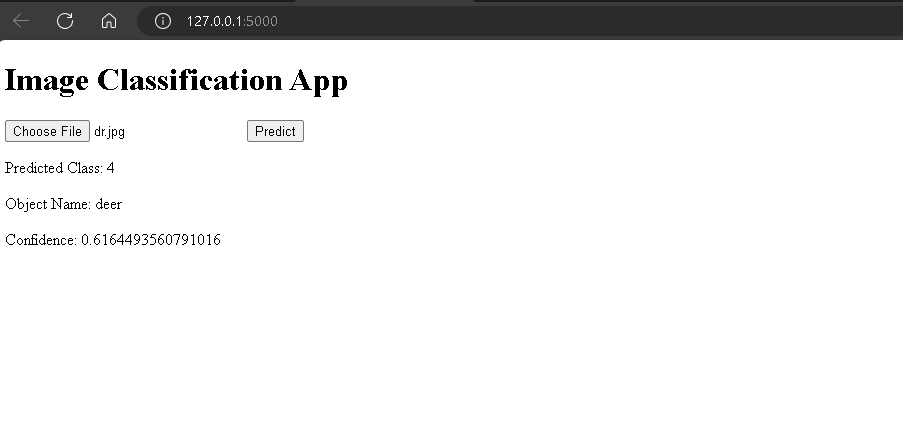 127.0.0.1:5000
Image Classification App
Choose File dr.jpg Predict
Predicted Class: 4
Object Name: deer
Confidence: 0.6164493560791016